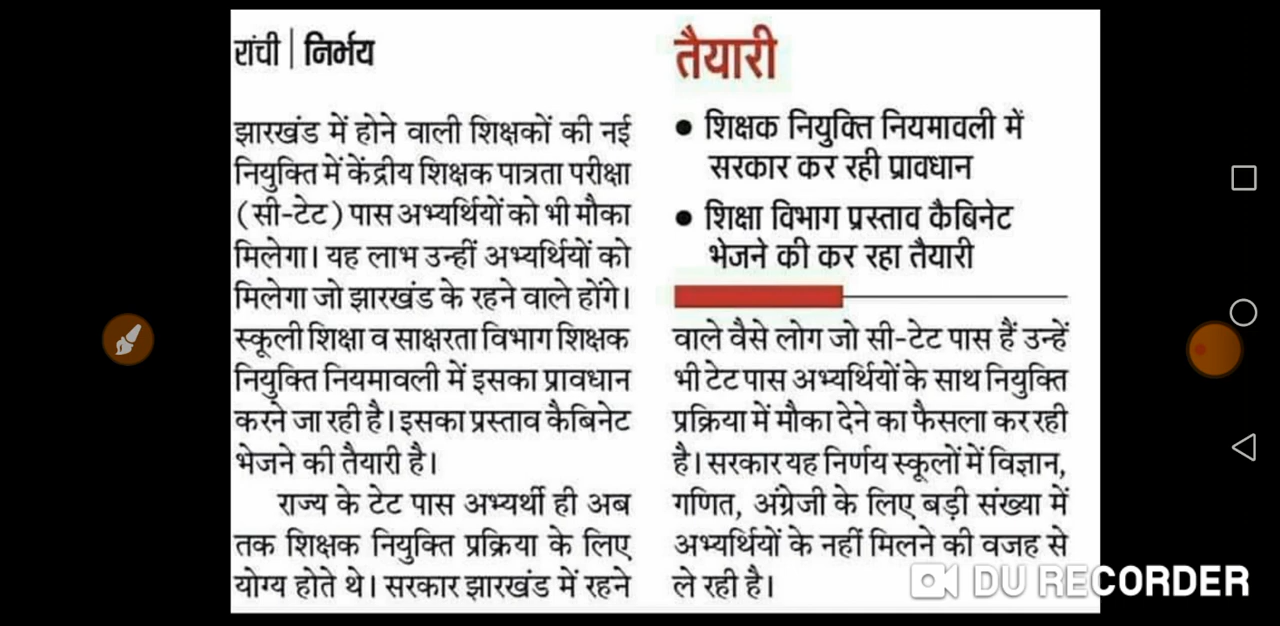 रांची | निर्भय
झारखंड में होने वाली शिक्षकों की नई
नियुक्ति में केंद्रीय शिक्षक पात्रता परीक्षा
(सी-टेट) पास अभ्यर्थियों को भी मौका
मिलेगा। यह लाभ उन्हीं अभ्यर्थियों को
मिलेगा जो झारखंड के रहने वाले होंगे।
स्कूली शिक्षा व साक्षरता विभाग शिक्षक
नियुक्ति नियमावली में इसका प्रावधान
करने जा रही है। इसका प्रस्ताव कैबिनेट
भेजने की तैयारी है।
राज्य के टेट पास अभ्यर्थी ही अब
तक शिक्षक नियुक्ति प्रक्रिया के लिए
योग्य होते थे। सरकार झारखंड में रहने
तैयारी
● शिक्षक नियुक्ति नियमावली में
सरकार कर रही प्रावधान
● शिक्षा विभाग प्रस्ताव कैबिनेट
भेजने की कर रहा तैयारी
वाले वैसे लोग जो सी-टेट पास हैं उन्हें
भी टेट पास अभ्यर्थियों के साथ नियुक्ति
प्रक्रिया में मौका देने का फैसला कर रही
है। सरकार यह निर्णय स्कूलों में विज्ञान,
गणित, अंग्रेजी के लिए बड़ी संख्या में
अभ्यर्थियों के नहीं मिलने की वजह से
ले रही है।
DU RECORDER